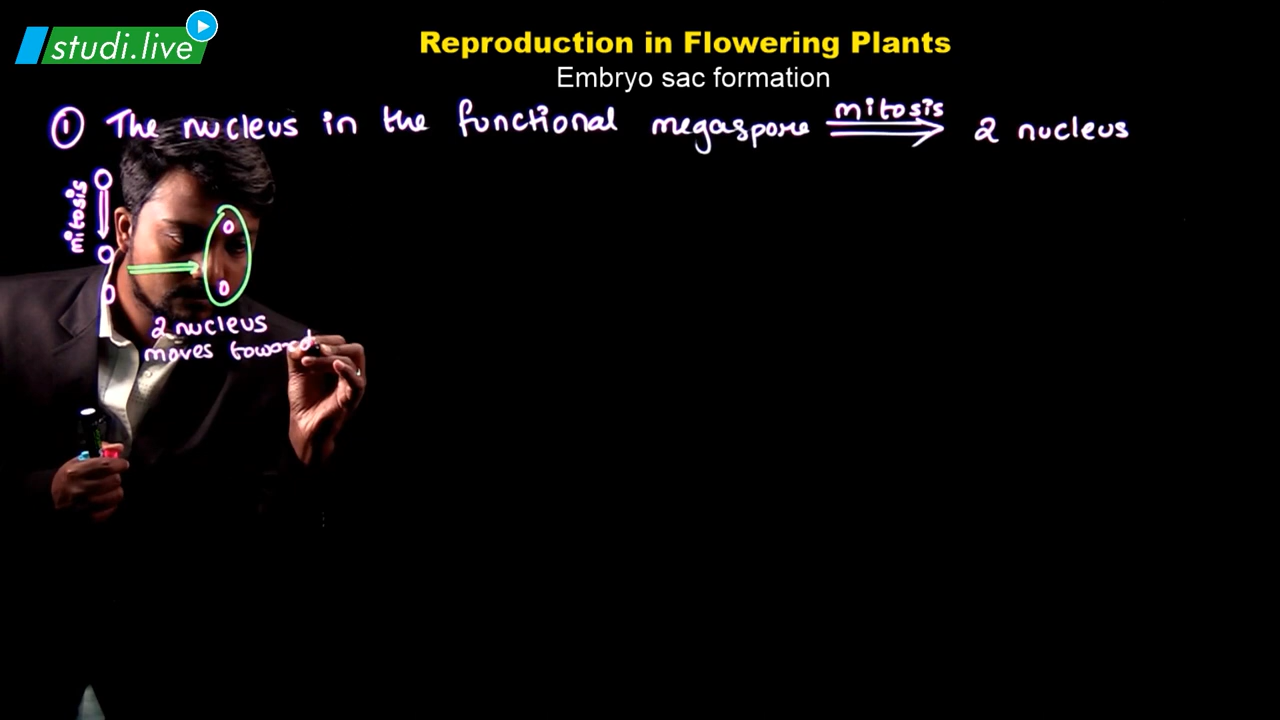 studi.live
Reproduction in Flowering Plants
Embryo sac formation
① The nucleus in the functional megaspore mitosis 2 nucleus
mitosis
2 nucleus
moves toward